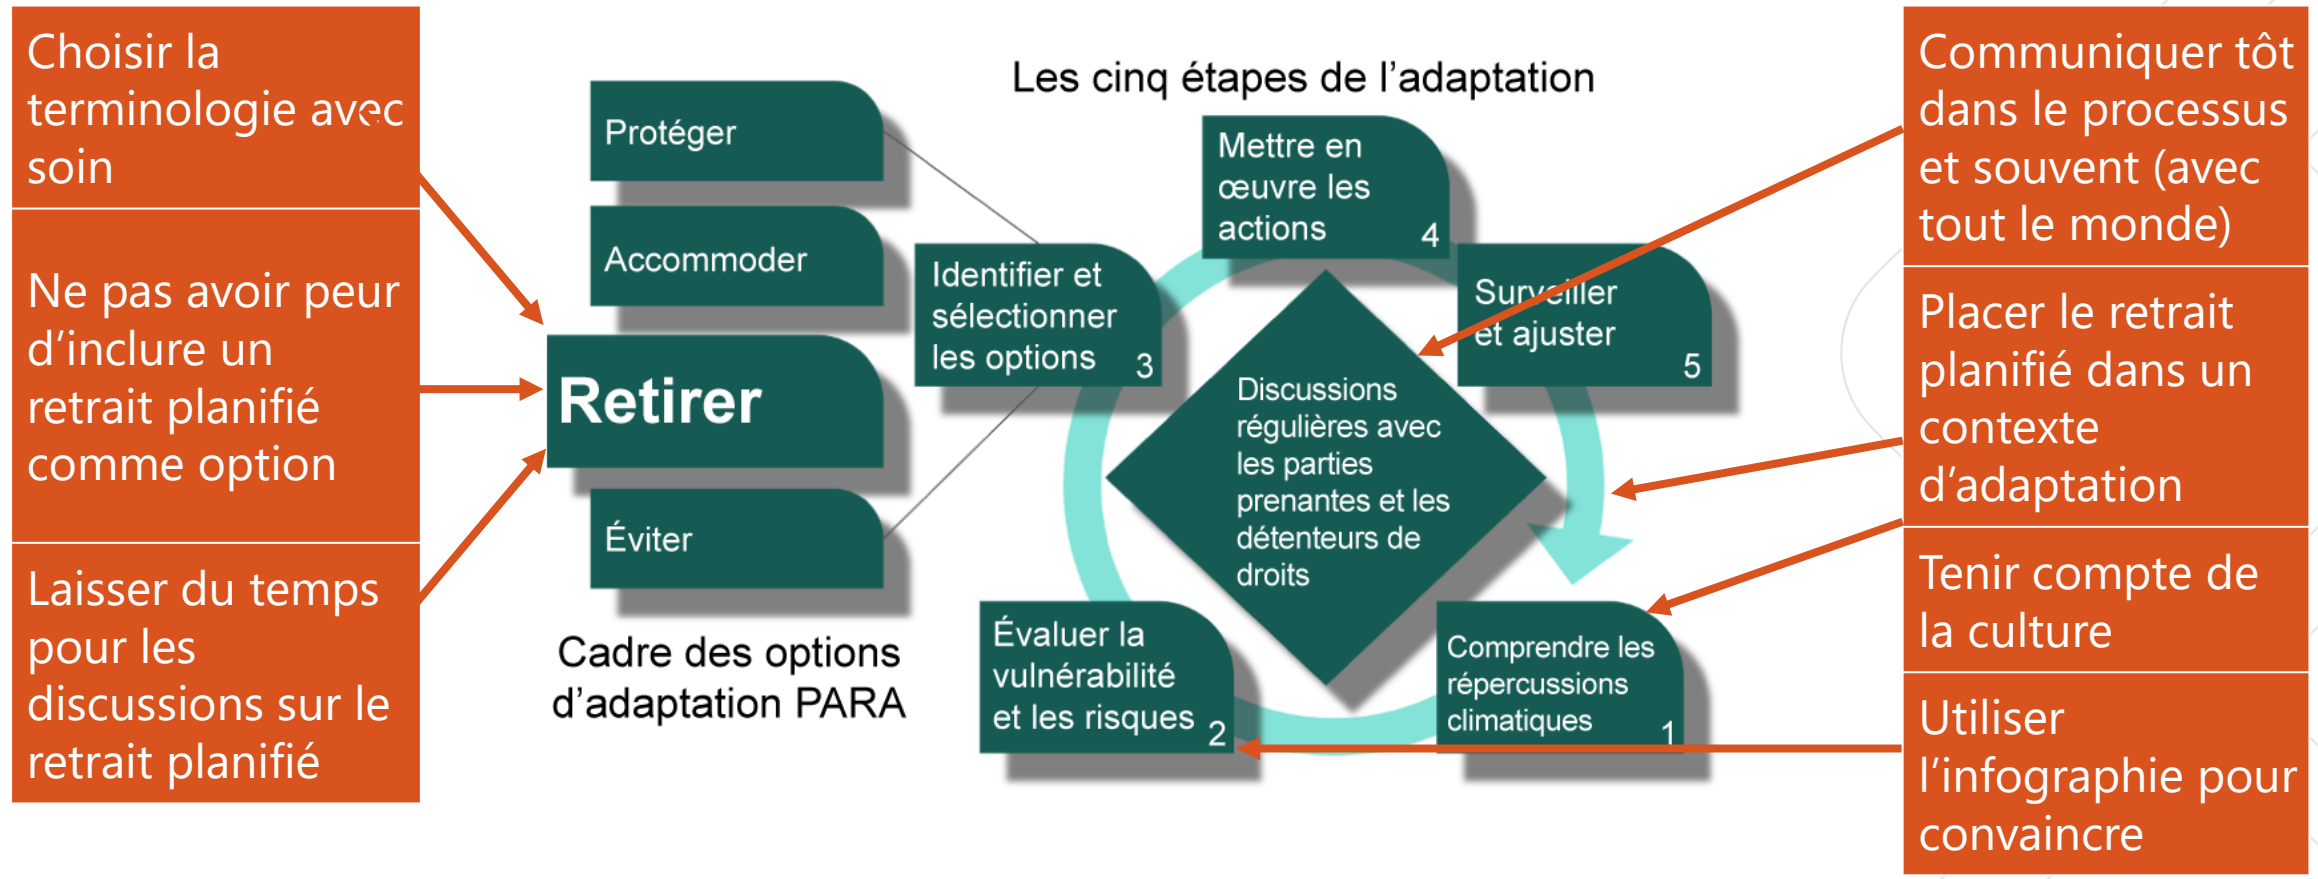 Choisir la
terminologie avec
soin
Ne pas avoir peur
d’inclure un
retrait planifié
comme option
Laisser du temps
pour les
discussions sur le
retrait planifié
Protéger
Accommoder
Retirer
Éviter
Cadre des options
d’adaptation PARA
Les cinq étapes de l’adaptation
Mettre en
œuvre les
actions 4
Identifier et
sélectionner
les options 3
Surveiller
et ajuster
5
Discussions
régulières avec
les parties
prenantes et les
détenteurs de
droits
Évaluer la
vulnérabilité
et les risques 2
Comprendre les
répercussions
climatiques 1
Communiquer tôt
dans le processus
et souvent (avec
tout le monde)
Placer le retrait
planifié dans un
contexte
d’adaptation
Tenir compte de
la culture
Utiliser
l’infographie pour
convaincre